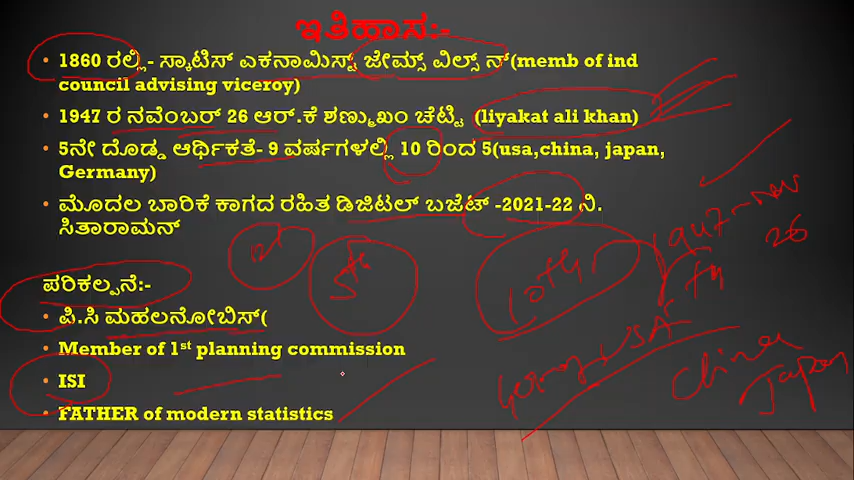 ಇತಿಹಾಸ:-
1860 ರಲ್ಲಿ- ಸ್ಕಾಟಿಸ್ ಎಕನಾಮಿಸ್ಟ್ ಜೇಮ್ಸ್ ವಿಲ್ಸ್ ನ್(memb of ind
council advising viceroy)
1947 ರ ನವೆಂಬರ್ 26 ಆರ್.ಕೆ ಶಣ್ಮುಖಂ ಚೆಟ್ಟಿ (liyakat ali khan)
5ನೇ ದೊಡ್ಡ ಆರ್ಥಿಕತೆ- 9 ವರ್ಷಗಳಲ್ಲಿ 10 ರಿಂದ 5(usa,china, japan,
Germany)
ಮೊದಲ ಬಾರಿಕೆ ಕಾಗದ ರಹಿತ ಡಿಜಿಟಲ್ ಬಜೆಟ್ -2021-22 ನಿ.
ಸಿತಾರಾಮನ್
1947-Nov
26
5th
10th
ಪರಿಕಲ್ಪನೆ:-
ಪಿ.ಸಿ ಮಹಲನೋಬಿಸ್(
USA
Member of 1st planning commission
China
Japan
ISI
FATHER of modern statistics